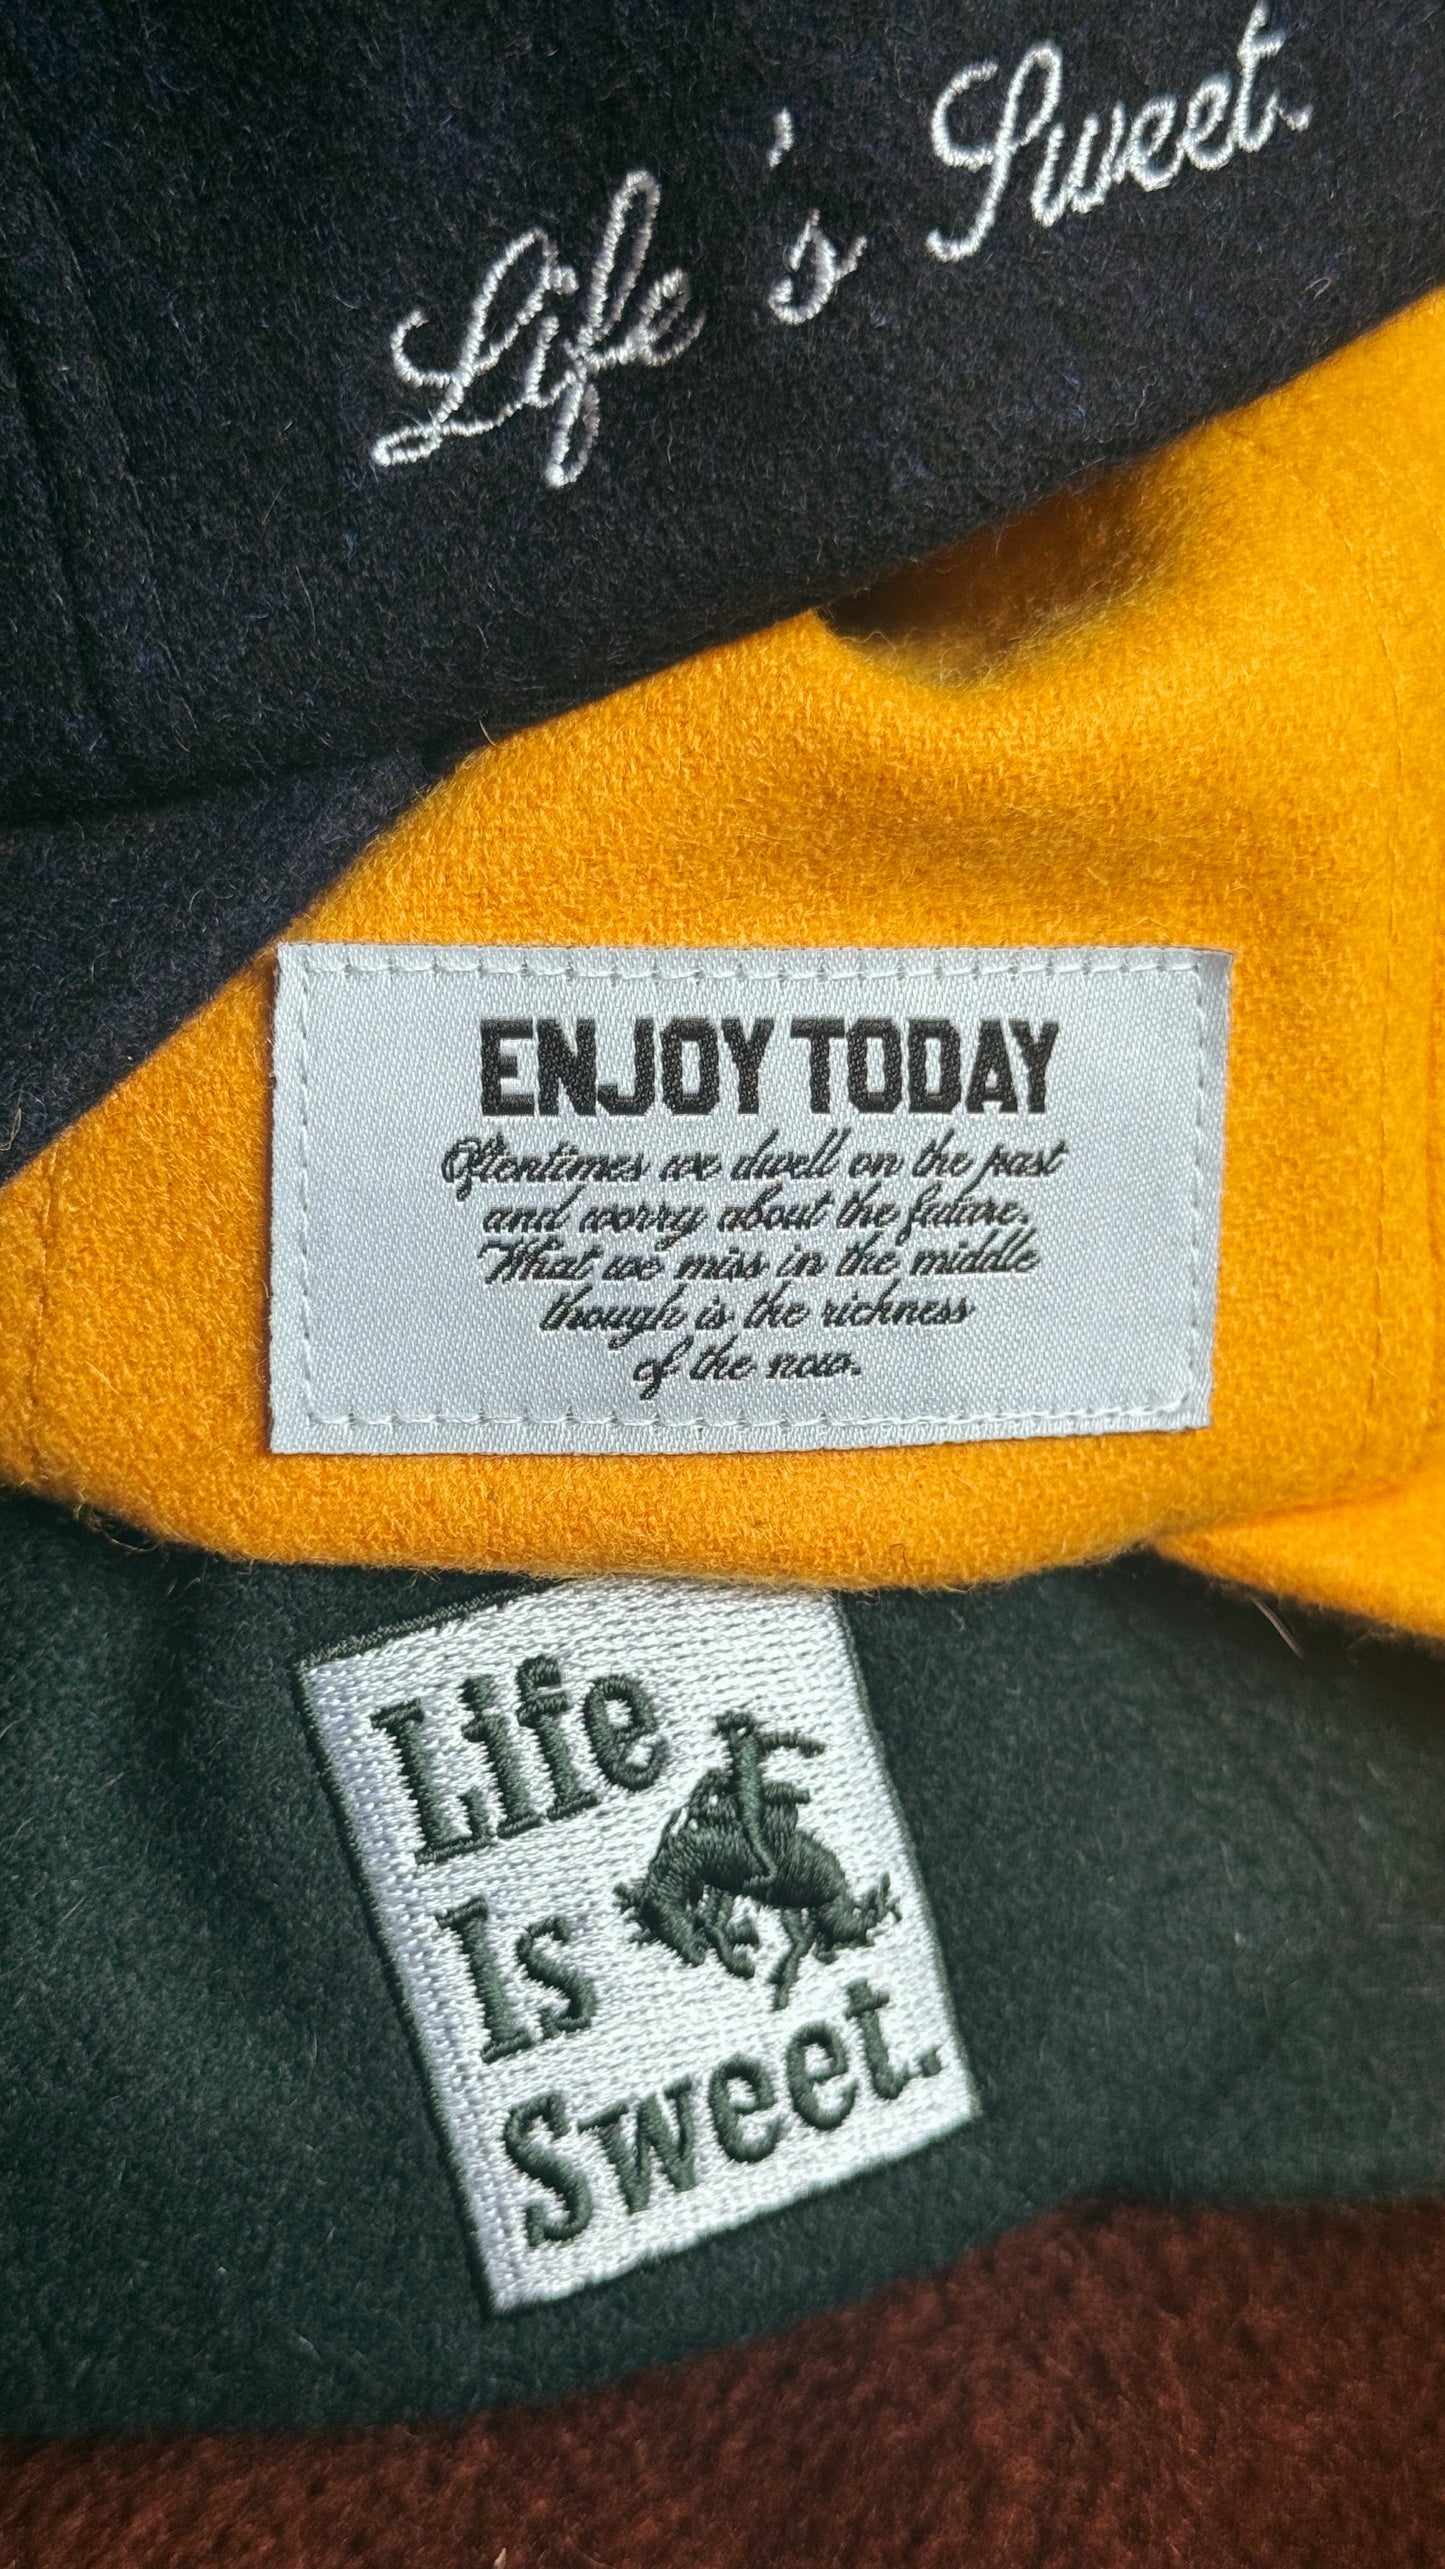 Life's Sweet.
ENJOY TODAY
Oftentimes we dwell on the past
and worry about the future.
What we miss in the middle
though is the richness
of the now.
Life
Is
Sweet.